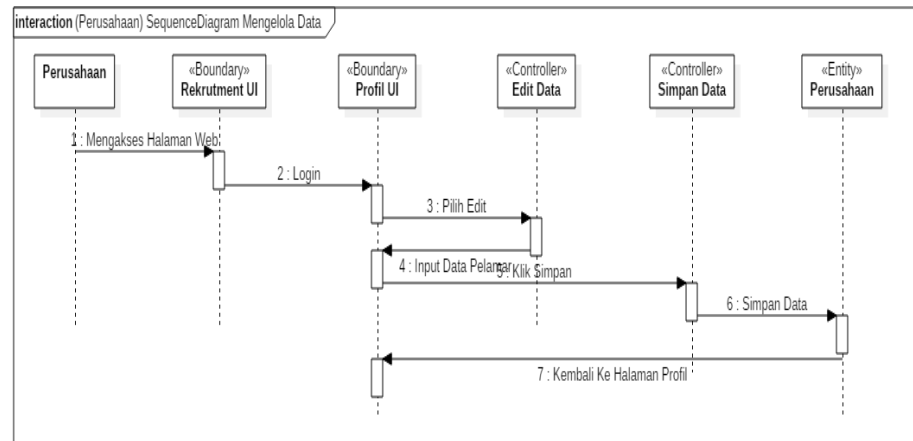 interaction (Perusahaan) SequenceDiagram Mengelola Data
Perusahaan
«Boundary»
Rekrutment UI
«Boundary»
Profil UI
«Controller»
Edit Data
«Controller»
Simpan Data
«Entity»
Perusahaan
1 : Mengakses Halaman Web
2 : Login
3 : Pilih Edit
4 : Input Data Pelamar
5 : Klik Simpan
6 : Simpan Data
7 : Kembali Ke Halaman Profil